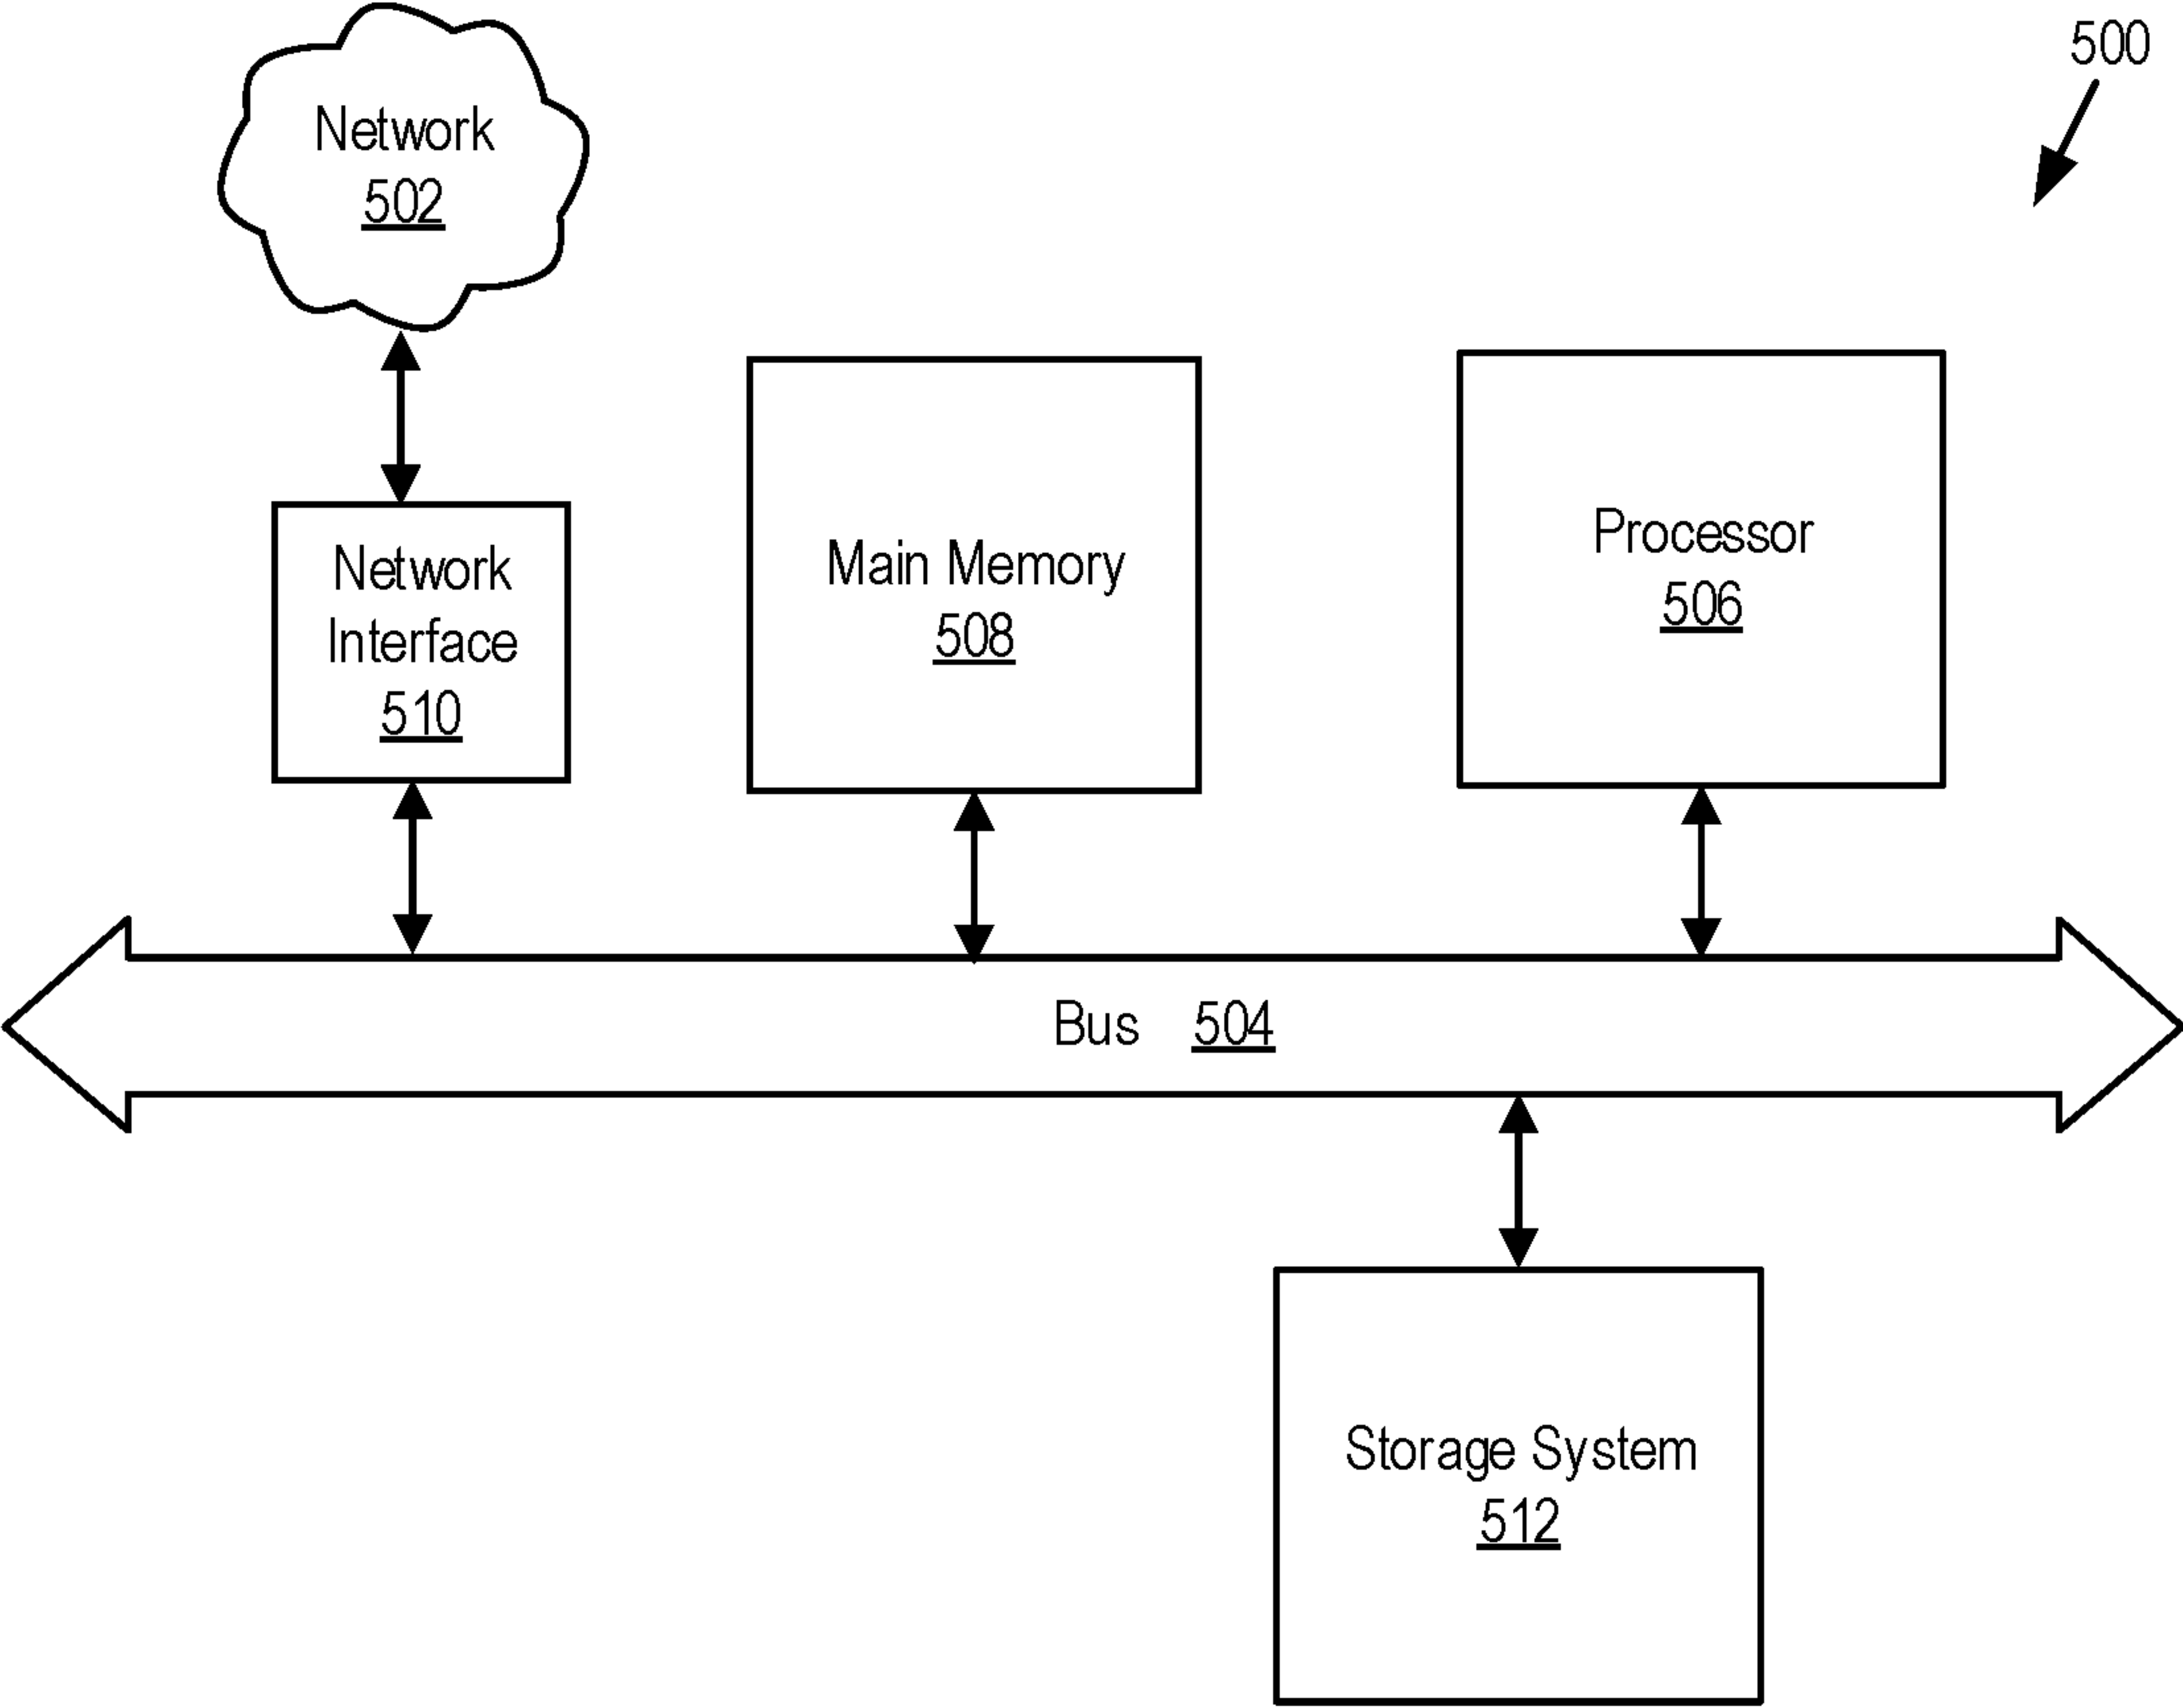 500
Network
502
Network
Interface
510
Main Memory
508
Processor
506
Bus 504
Storage System
512